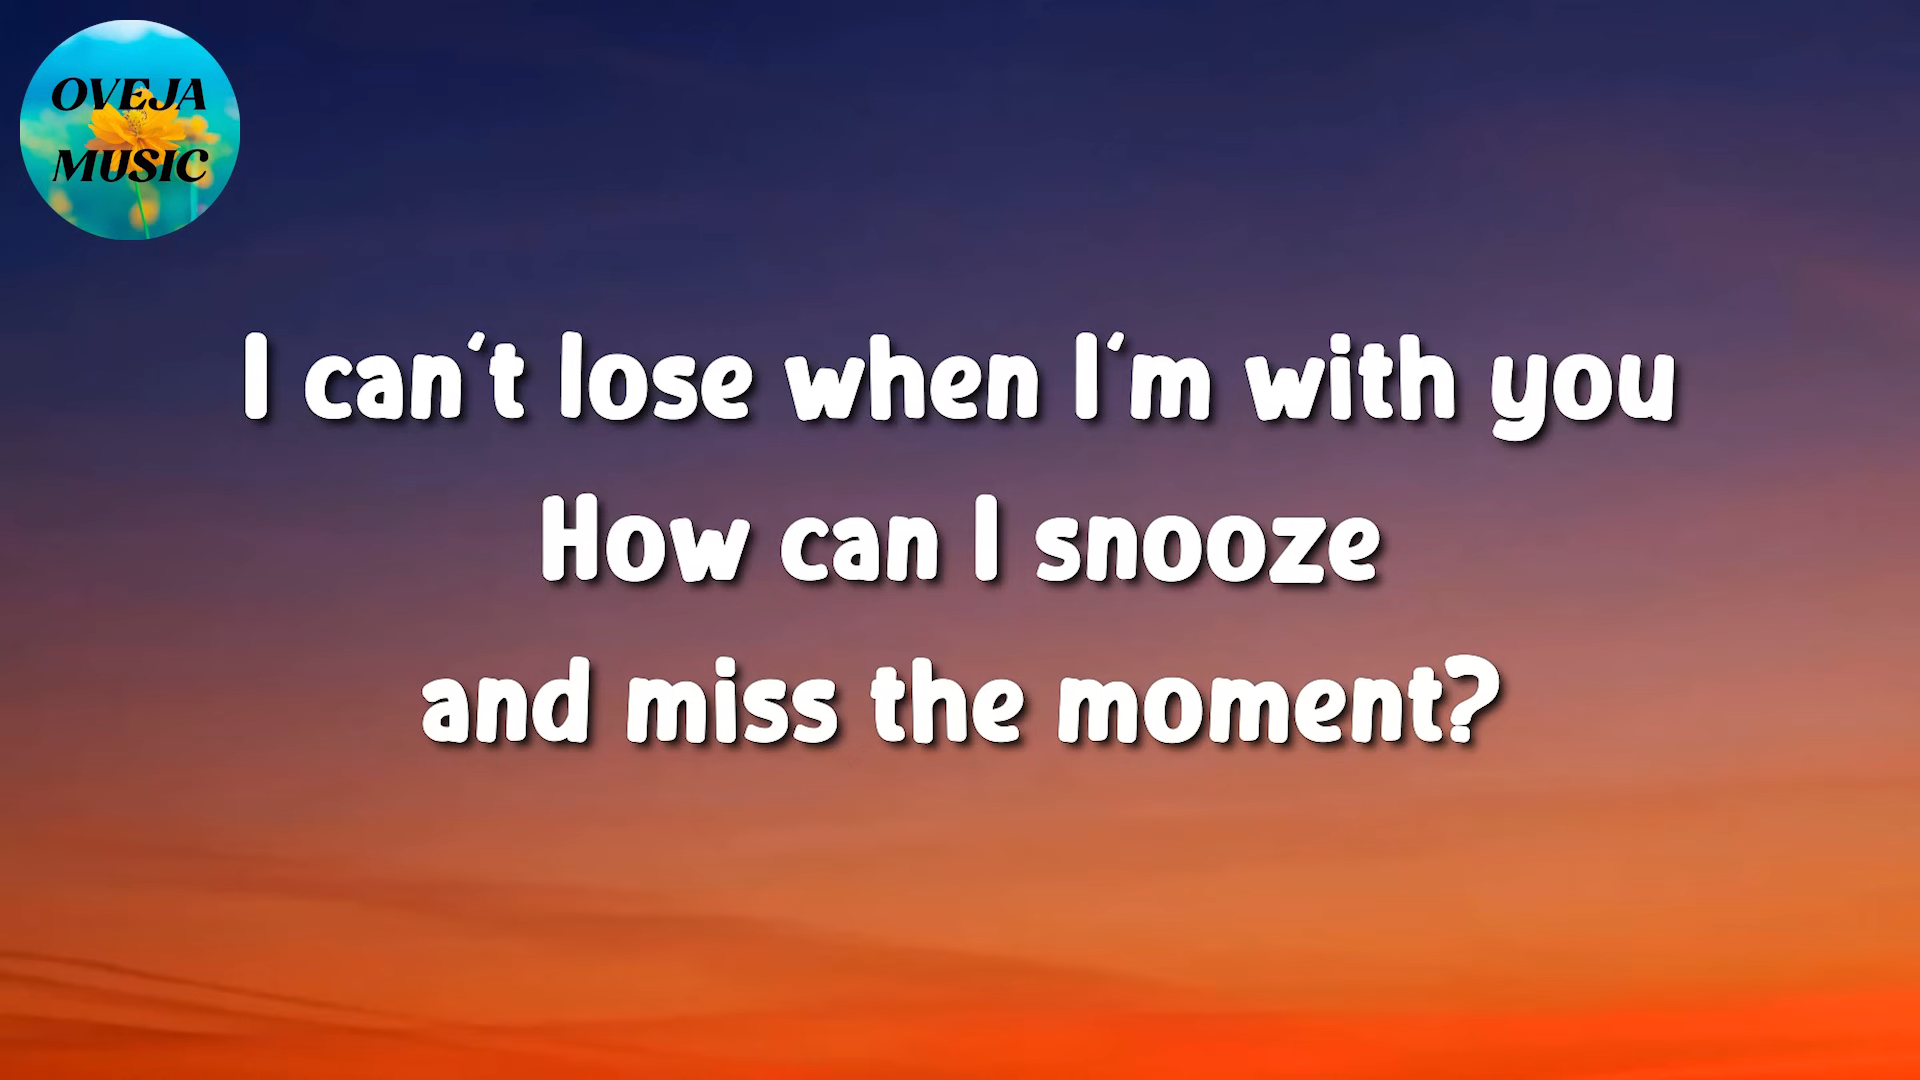 OVEJA
MUSIC
I can't lose when I'm with you
How can I snooze
and miss the moment?